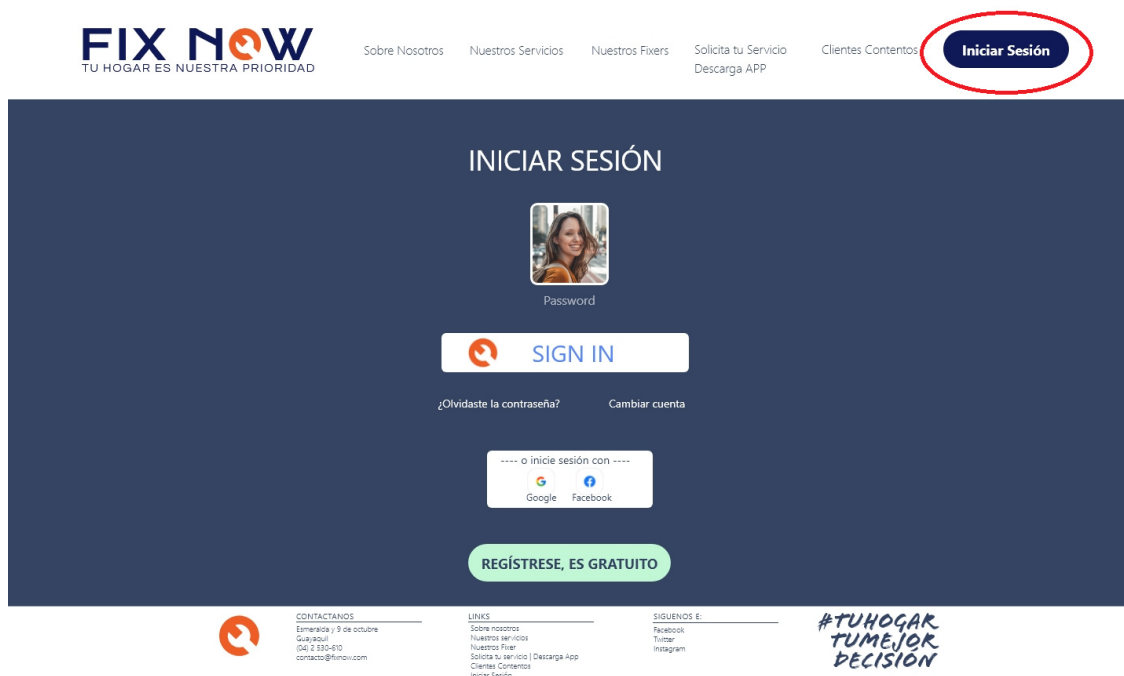 FIX NOW
TU HOGAR ES NUESTRA PRIORIDAD
Sobre Nosotros
Nuestros Servicios
Nuestros Fixers
Solicita tu Servicio
Descarga APP
Clientes Contentos
Iniciar Sesión
INICIAR SESIÓN
Password
SIGN IN
¿Olvidaste la contraseña? Cambiar cuenta
---- o inicie sesión con ----
Google Facebook
REGÍSTRESE, ES GRATUITO
CONTACTANOS
Esmeralda y 9 de octubre
Guayaquil
(04) 2 530-610
contacto@fixnow.com
LINKS
Sobre nosotros
Nuestros servicios
Nuestros Fixer
Solicita tu servicio | Descarga App
Clientes Contentos
Iniciar Sesión
SIGUENOS E:
Facebook
Twitter
Instagram
#TUHOGAR
TUMEJOR
DECISIÓN